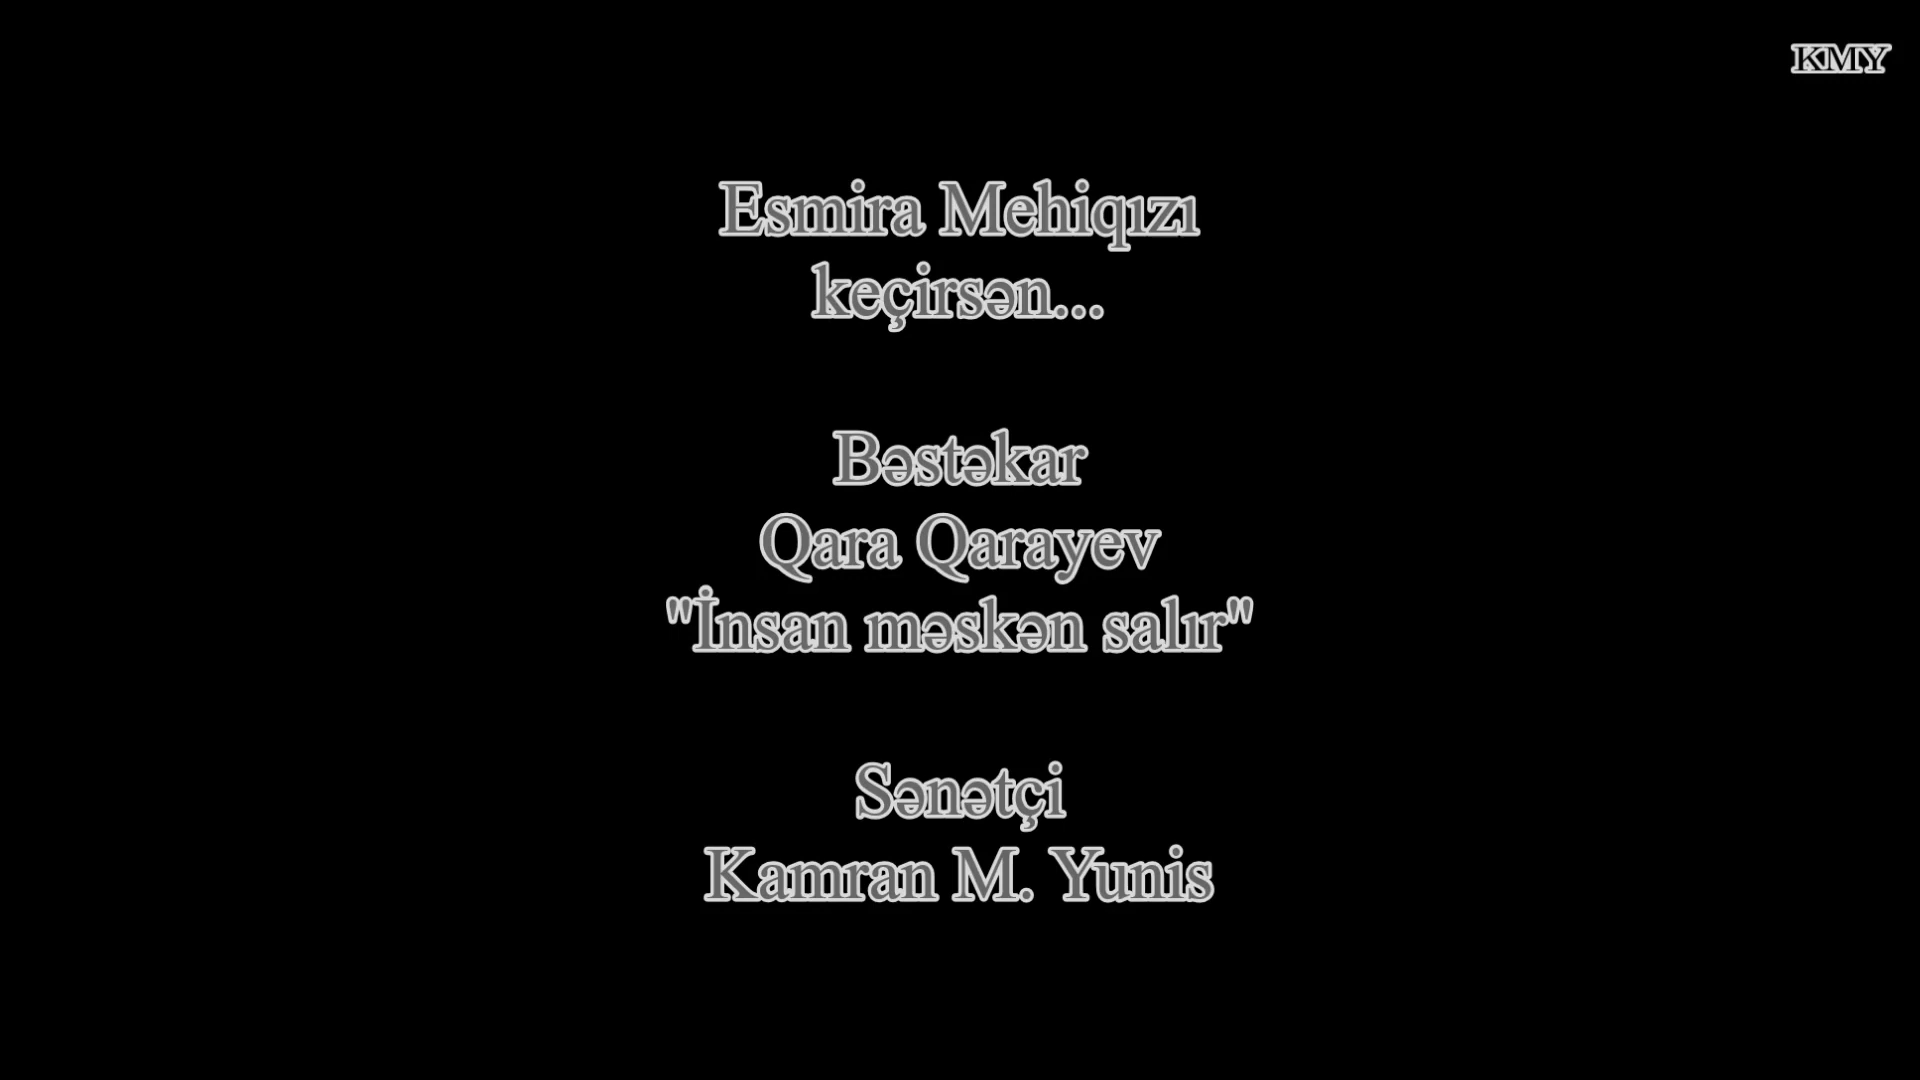 KMY
Esmira Mehiqızı
keçirsən...
Bəstəkar
Qara Qarayev
"İnsan məskən salır"
Sənətçi
Kamran M. Yunis